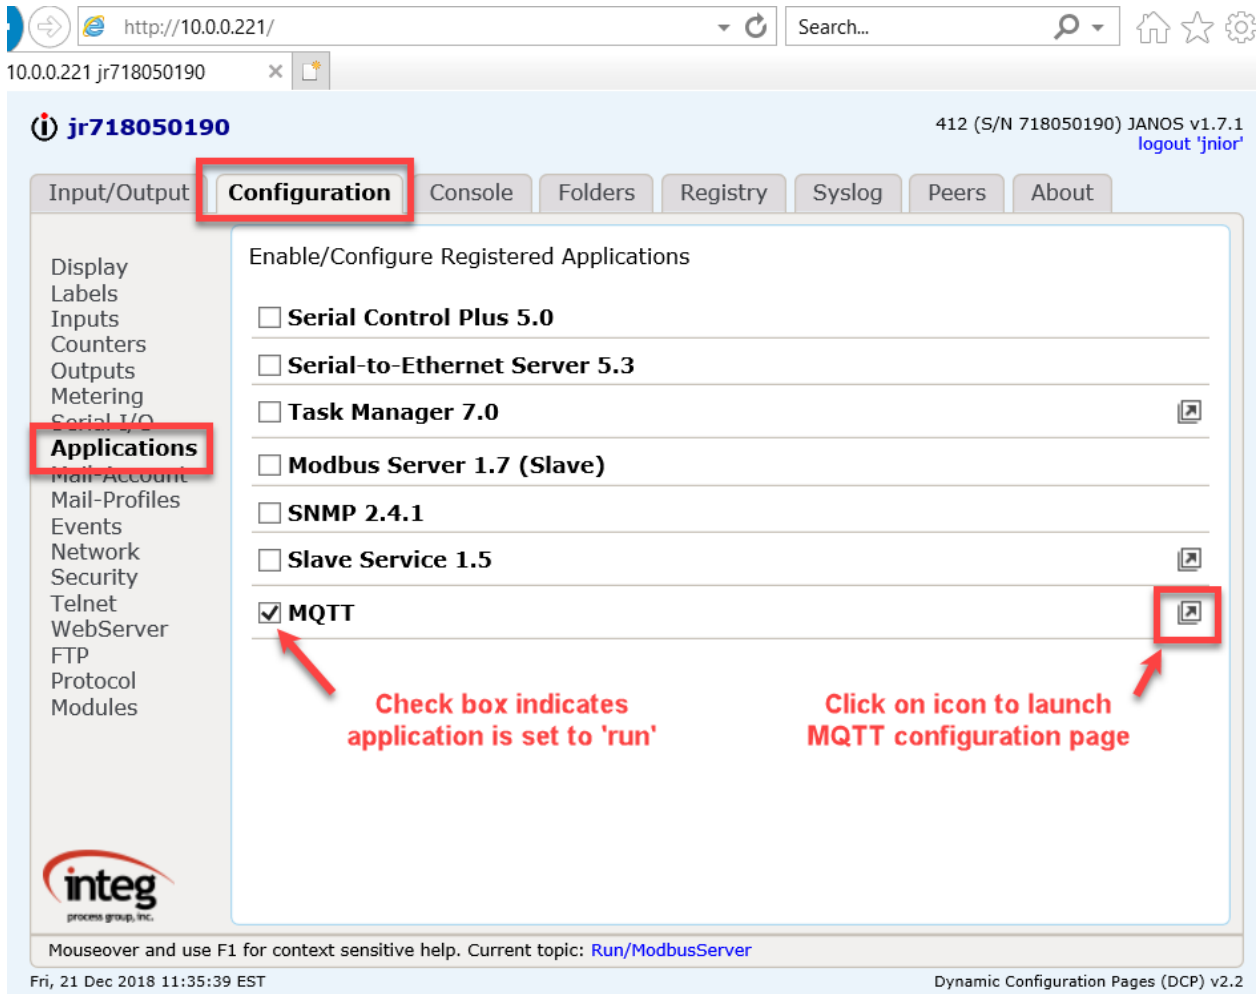 http://10.0.0.221/
Search...
10.0.0.221 jr718050190
jr718050190
412 (S/N 718050190) JANOS v1.7.1
logout 'jnior'
Input/Output
Configuration
Console
Folders
Registry
Syslog
Peers
About
Display
Labels
Inputs
Counters
Outputs
Metering
Serial I/O
Applications
Mail-Account
Mail-Profiles
Events
Network
Security
Telnet
WebServer
FTP
Protocol
Modules
Enable/Configure Registered Applications
Serial Control Plus 5.0
Serial-to-Ethernet Server 5.3
Task Manager 7.0
Modbus Server 1.7 (Slave)
SNMP 2.4.1
Slave Service 1.5
MQTT
Check box indicates
application is set to 'run'
Click on icon to launch
MQTT configuration page
integ
process group, inc.
Mouseover and use F1 for context sensitive help. Current topic: Run/ModbusServer
Fri, 21 Dec 2018 11:35:39 EST
Dynamic Configuration Pages (DCP) v2.2